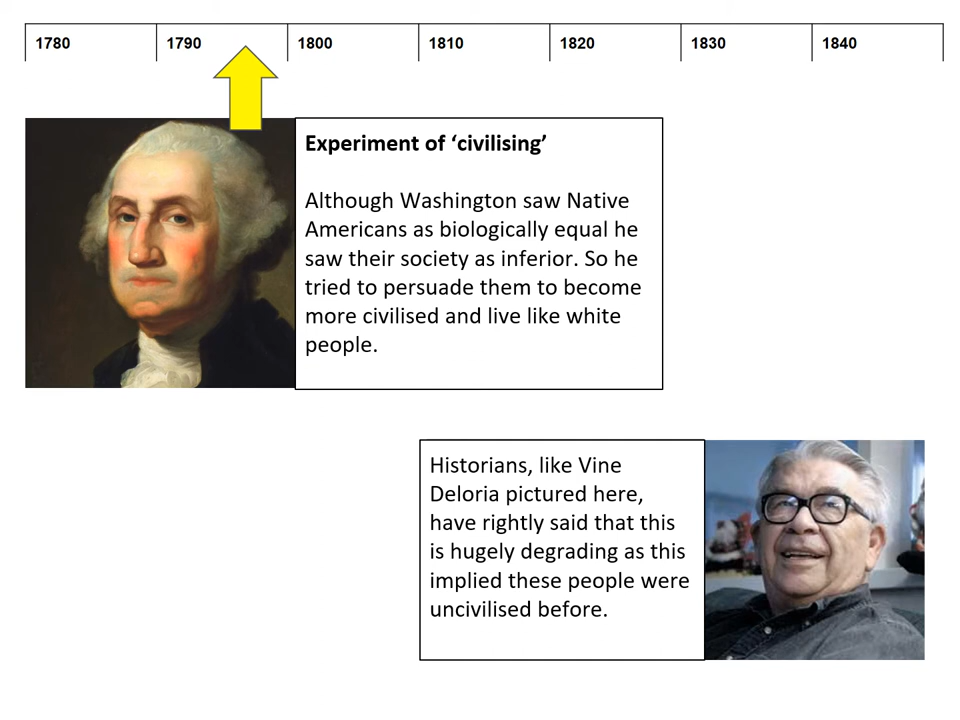 1780 1790 1800 1810 1820 1830 1840
Experiment of ‘civilising’
Although Washington saw Native
Americans as biologically equal he
saw their society as inferior. So he
tried to persuade them to become
more civilised and live like white
people.
Historians, like Vine
Deloria pictured here,
have rightly said that this
is hugely degrading as this
implied these people were
uncivilised before.